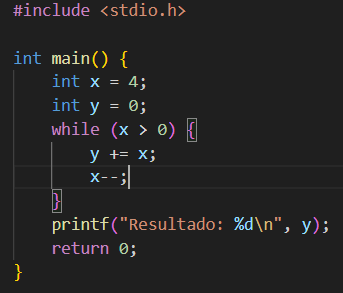 #include <stdio.h>
int main() {
    int x = 4;
    int y = 0;
    while (x > 0) {
        y += x;
        x--;
    }
    printf("Resultado: %d\n", y);
    return 0;
}